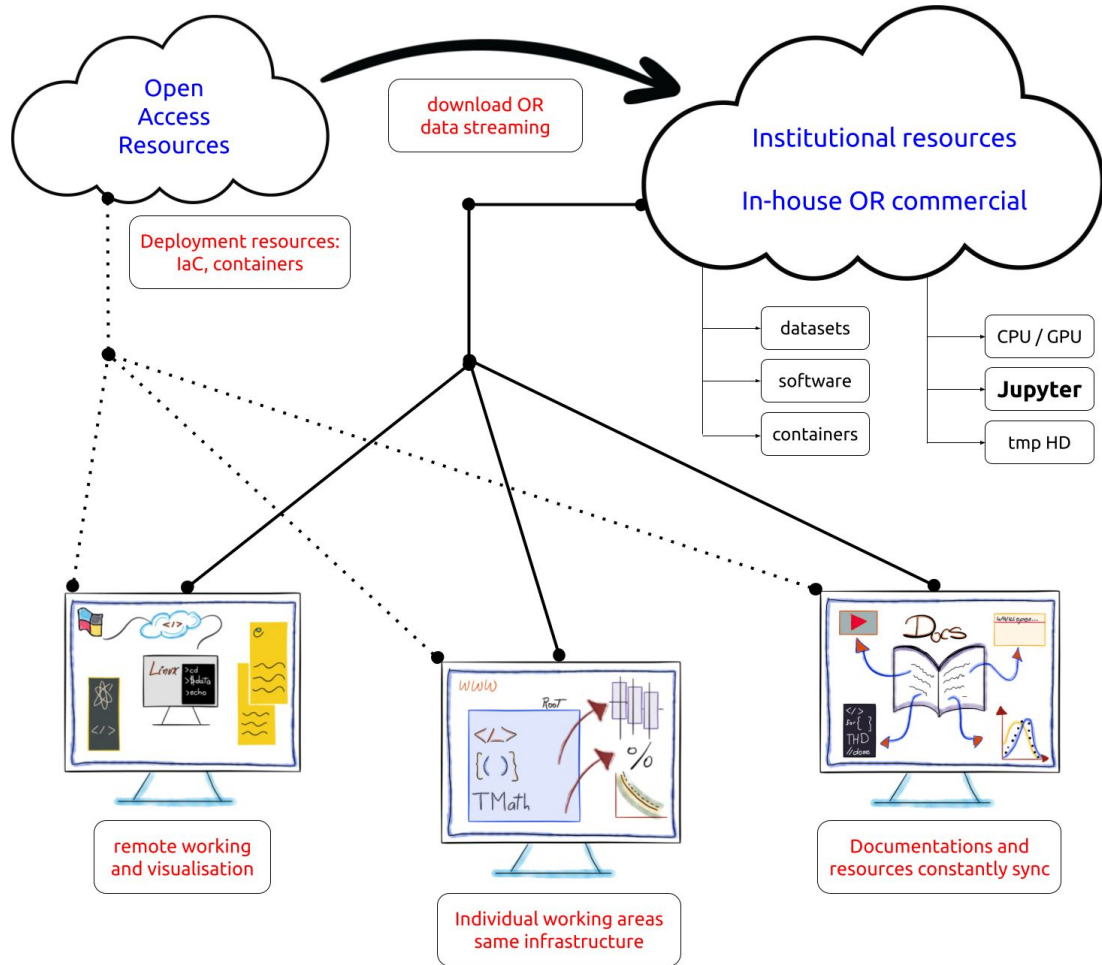 Open
Access
Resources
download OR
data streaming
Institutional resources
In-house OR commercial
Deployment resources:
IaC, containers
datasets
software
containers
CPU / GPU
Jupyter
tmp HD
</>
Linux
>cd
>$data
>echo
e
</>
remote working
and visualisation
WWW
ROOT
</>
{()}
TMath
%
Individual working areas
same infrastructure
Docs
</>
for{}
THD
//done
Documentations and
resources constantly sync